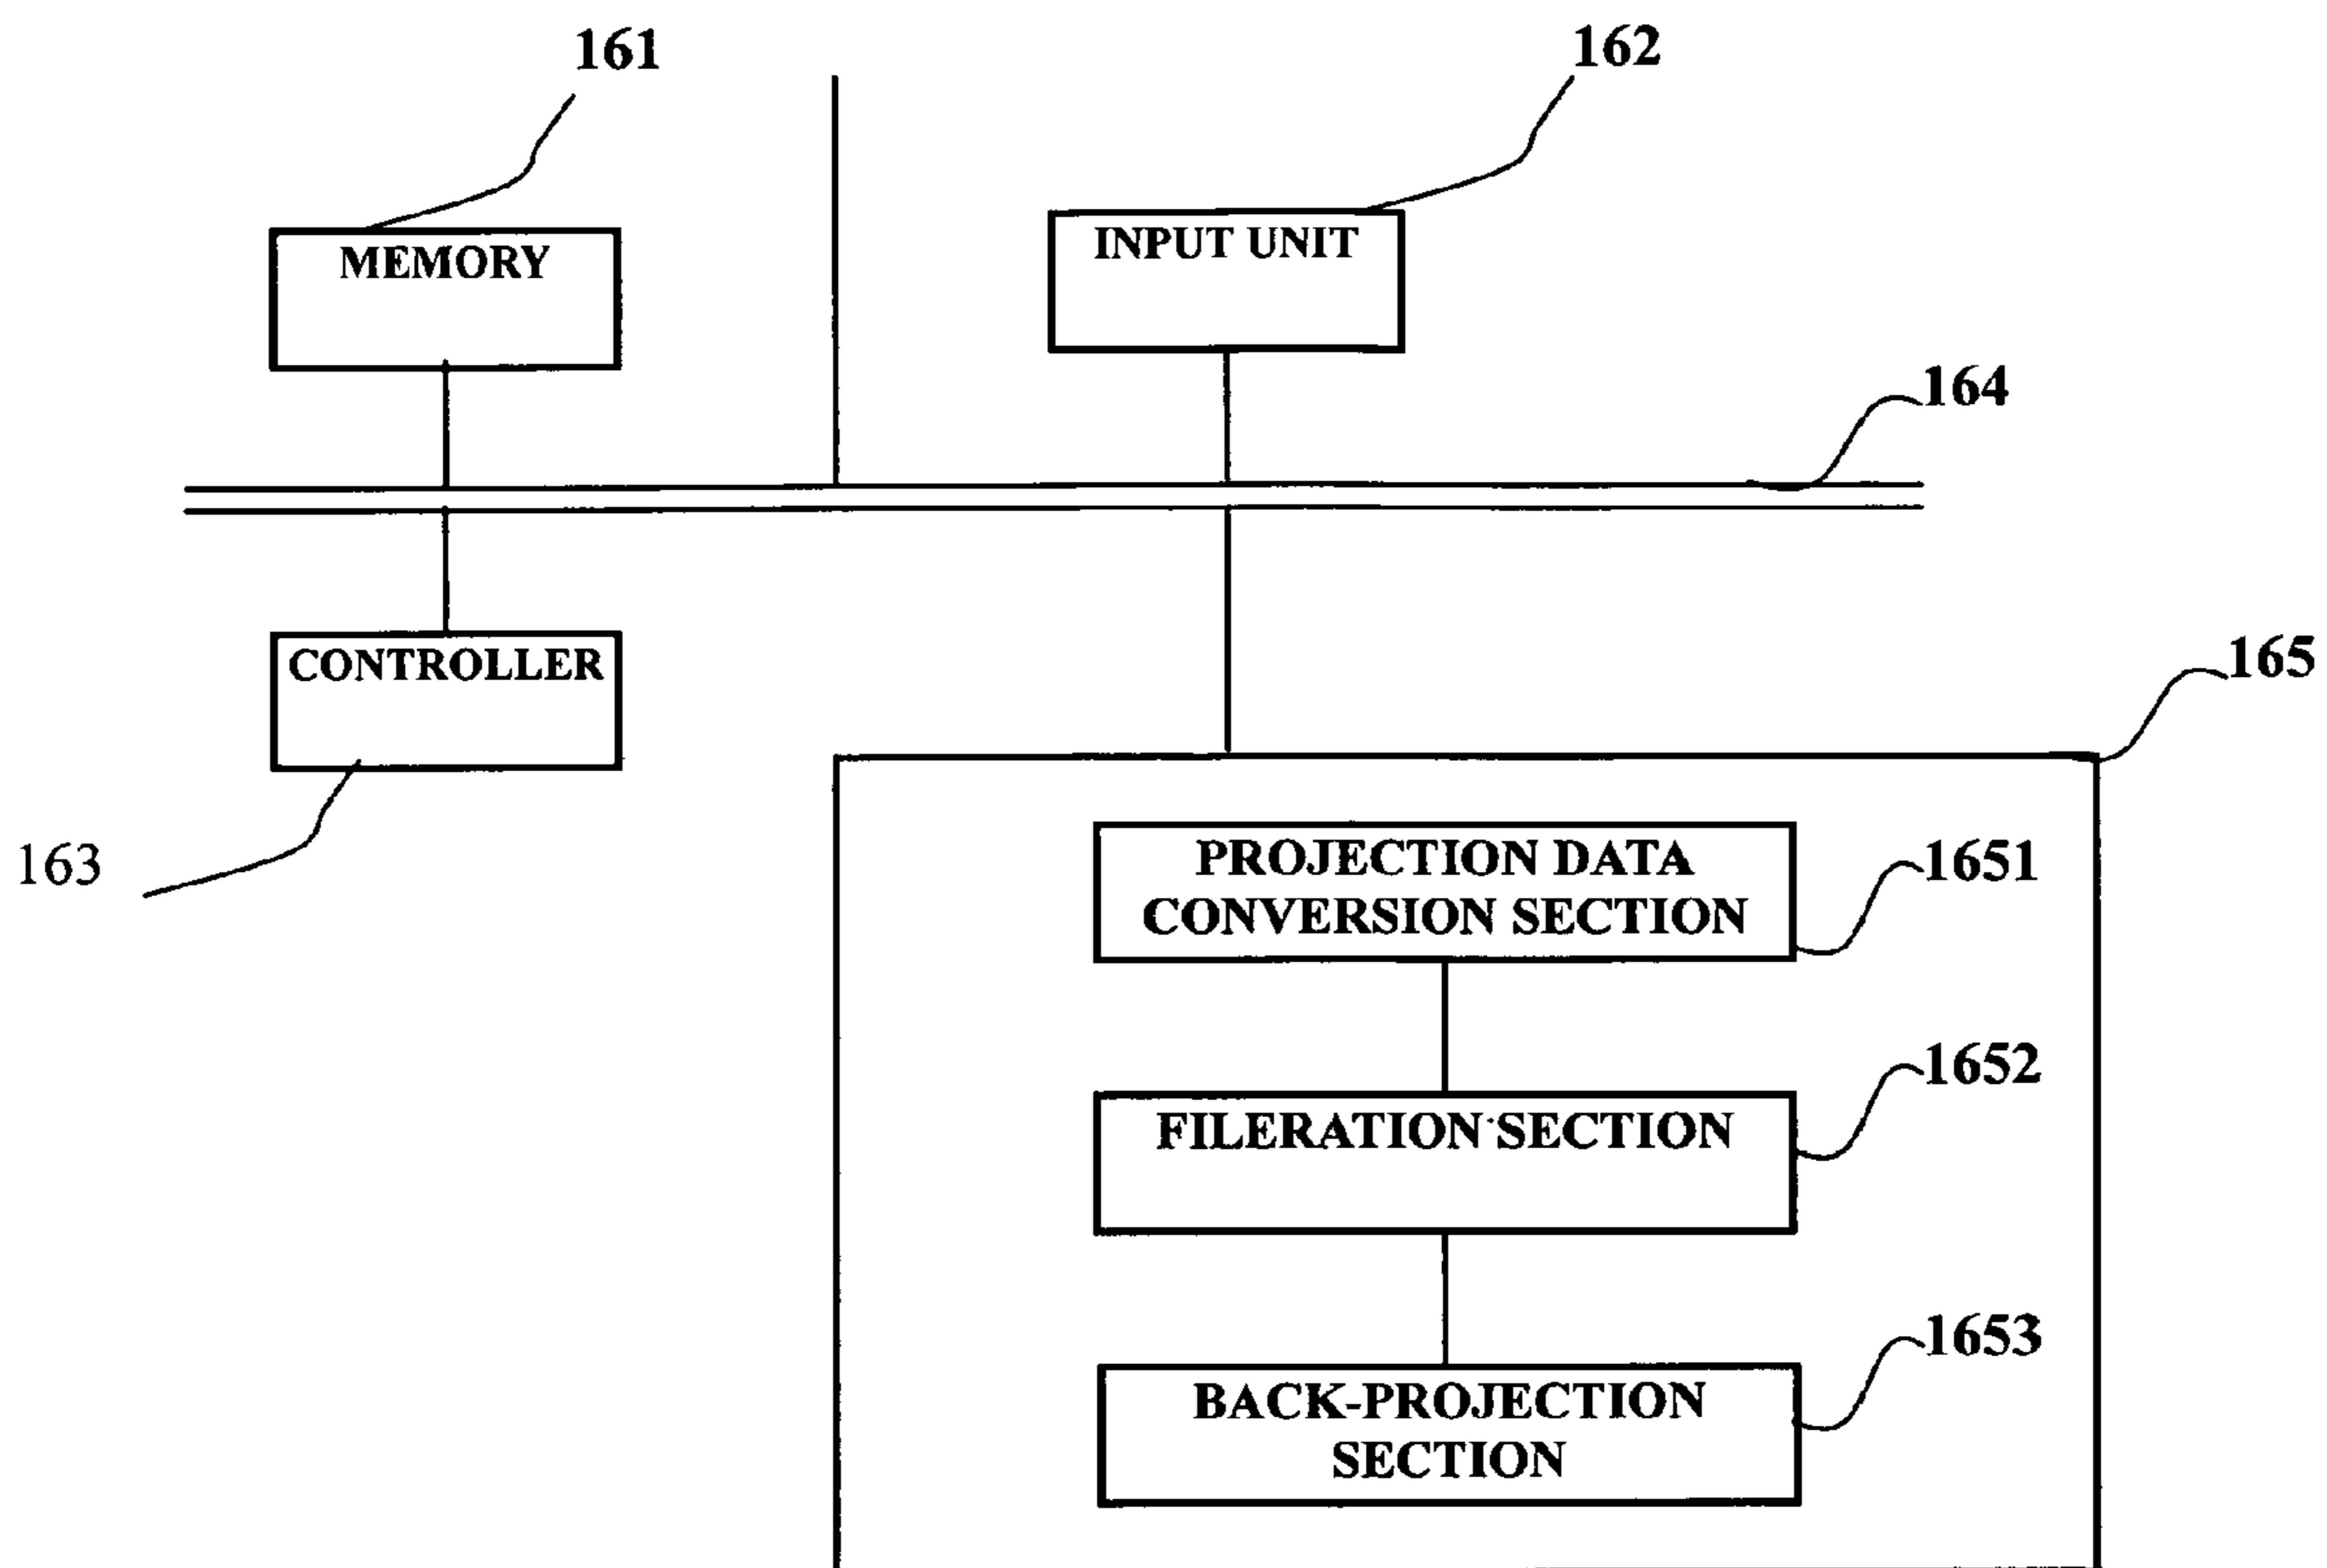 161
162
MEMORY
INPUT UNIT
164
CONTROLLER
165
163
PROJECTION DATA
CONVERSION SECTION
1651
FILERATION SECTION
1652
BACK-PROJECTION
SECTION
1653